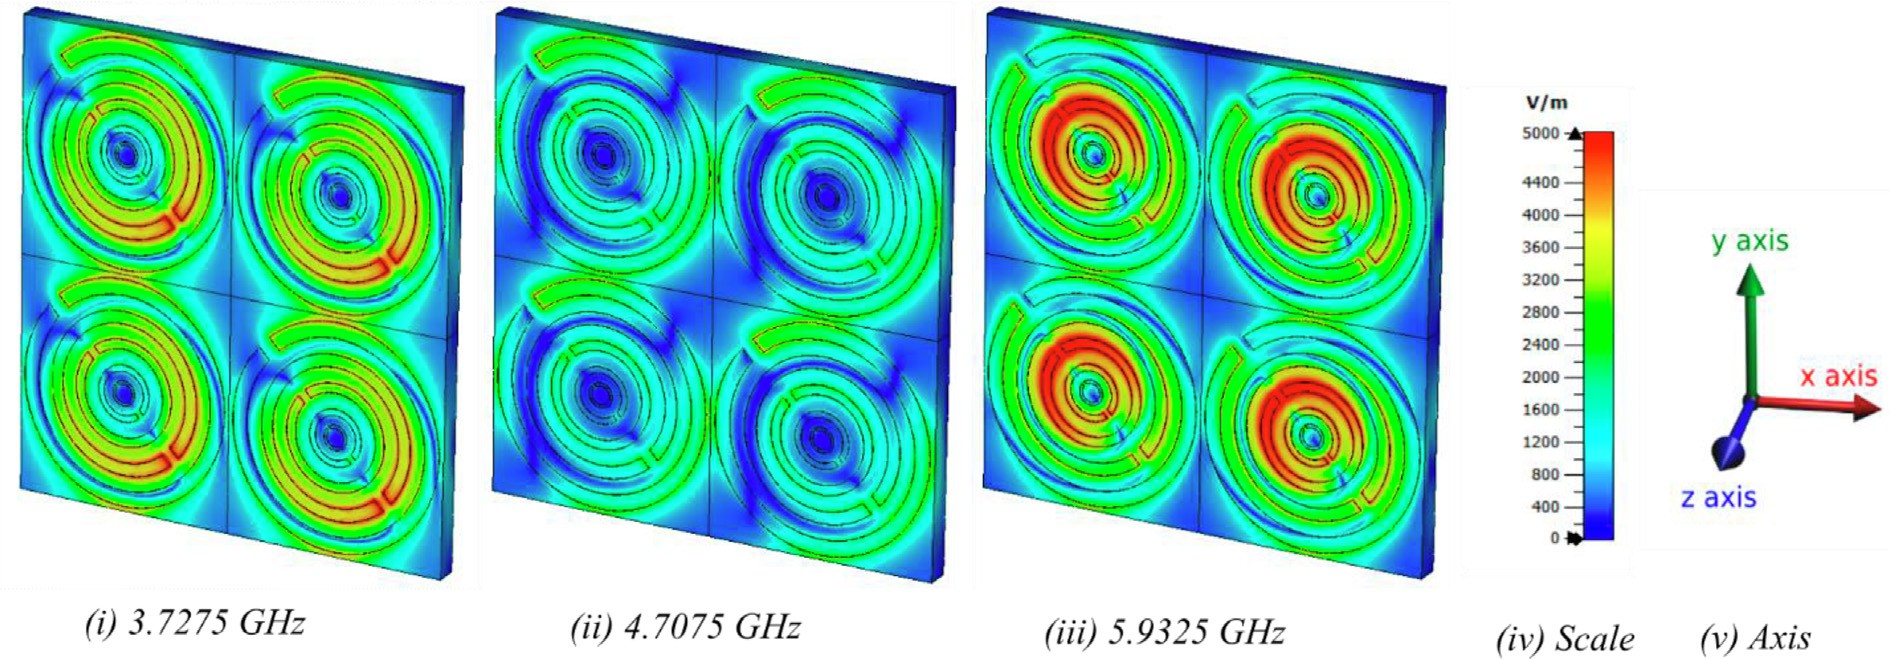 V/m
5000
4400
4000
3600
3200
2800
2400
2000
1600
1200
800
400
0
y axis
x axis
z axis
(i) 3.7275 GHz
(ii) 4.7075 GHz
(iii) 5.9325 GHz
(iv) Scale
(v) Axis